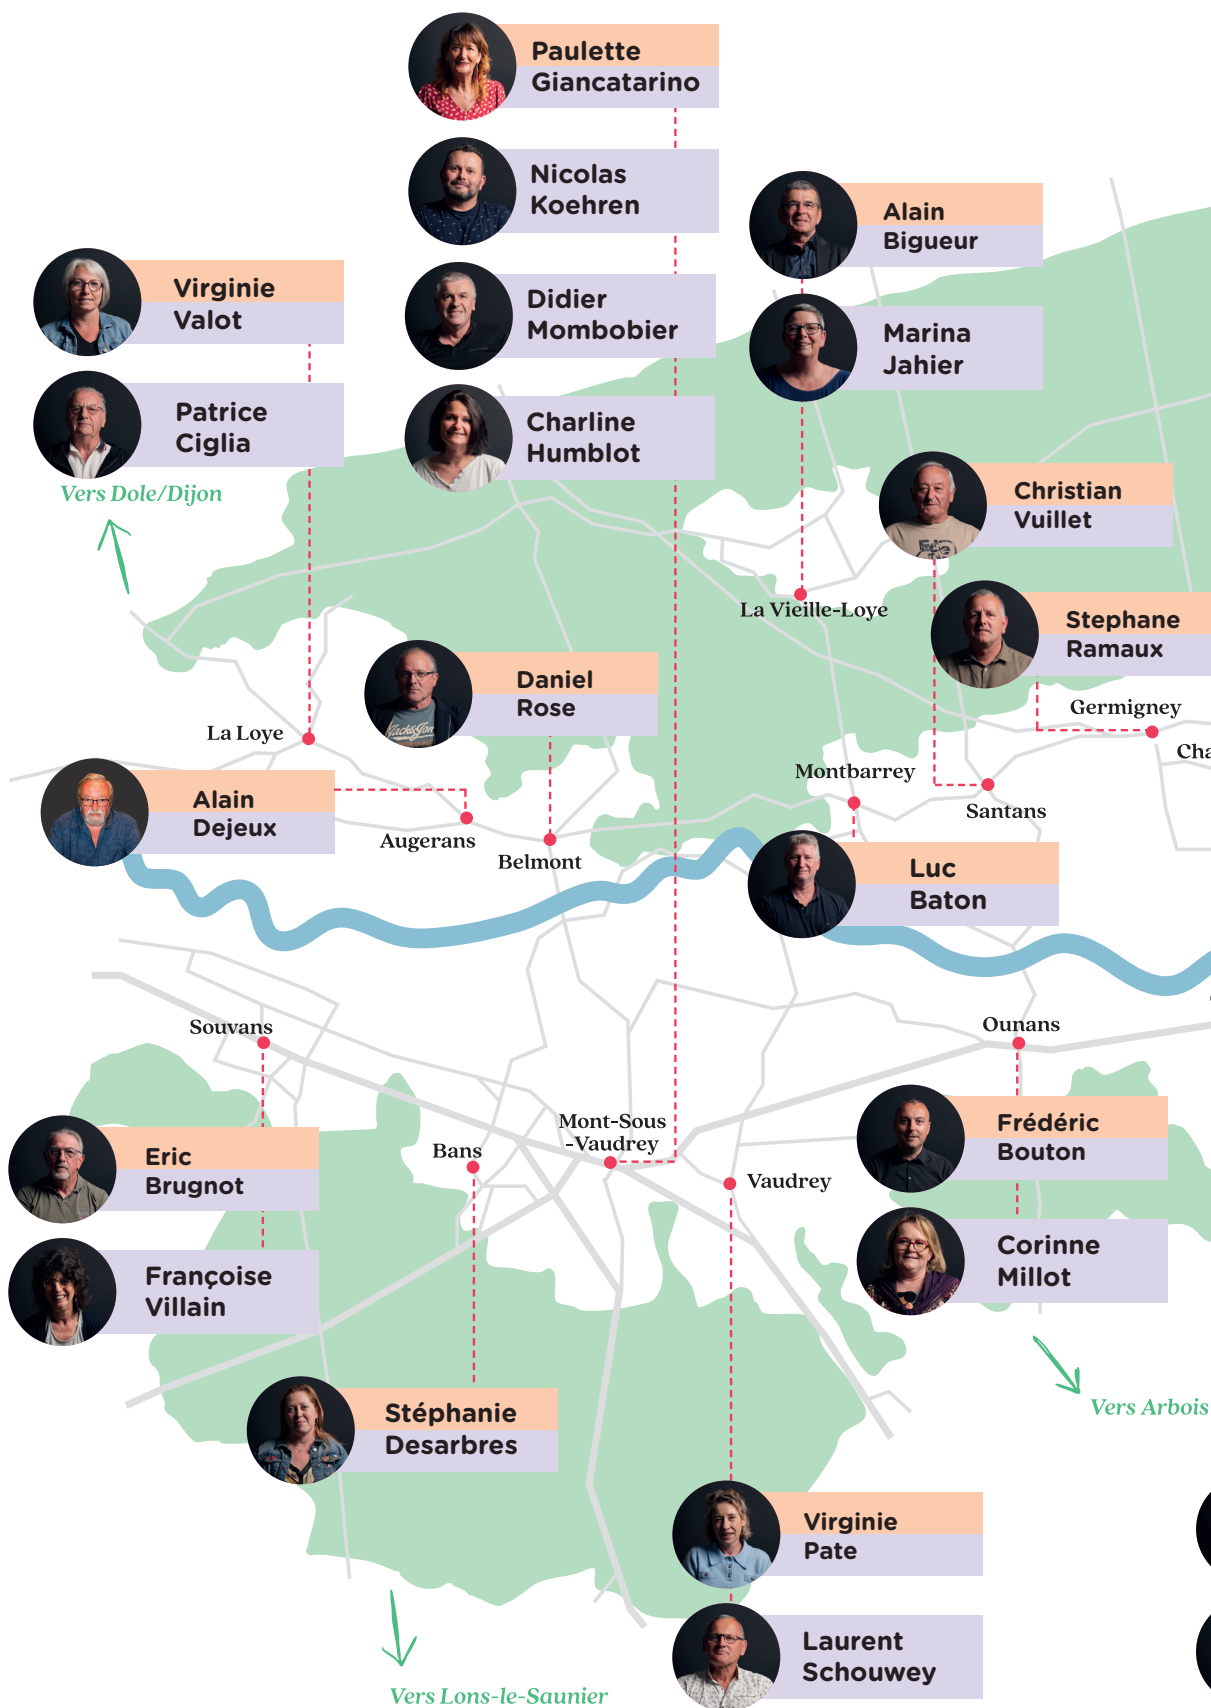 Paulette
Giancatarino
Nicolas
Koehren
Alain
Bigueur
Virginie
Valot
Didier
Mombobier
Marina
Jahier
Patrice
Ciglia
Charline
Humblot
Vers Dole/Dijon
Christian
Vuillet
La Vieille-Loye
Stephane
Ramaux
Daniel
Rose
Germigney
La Loye
Cha
Montbarrey
Alain
Dejeux
Santans
Augerans
Belmont
Luc
Baton
Souvans
Ounans
Mont-Sous
-Vaudrey
Frédéric
Bouton
Bans
Eric
Brugnot
Vaudrey
Corinne
Millot
Françoise
Villain
Vers Arbois
Stéphanie
Desarbres
Virginie
Pate
Laurent
Schouwey
Vers Lons-le-Saunier